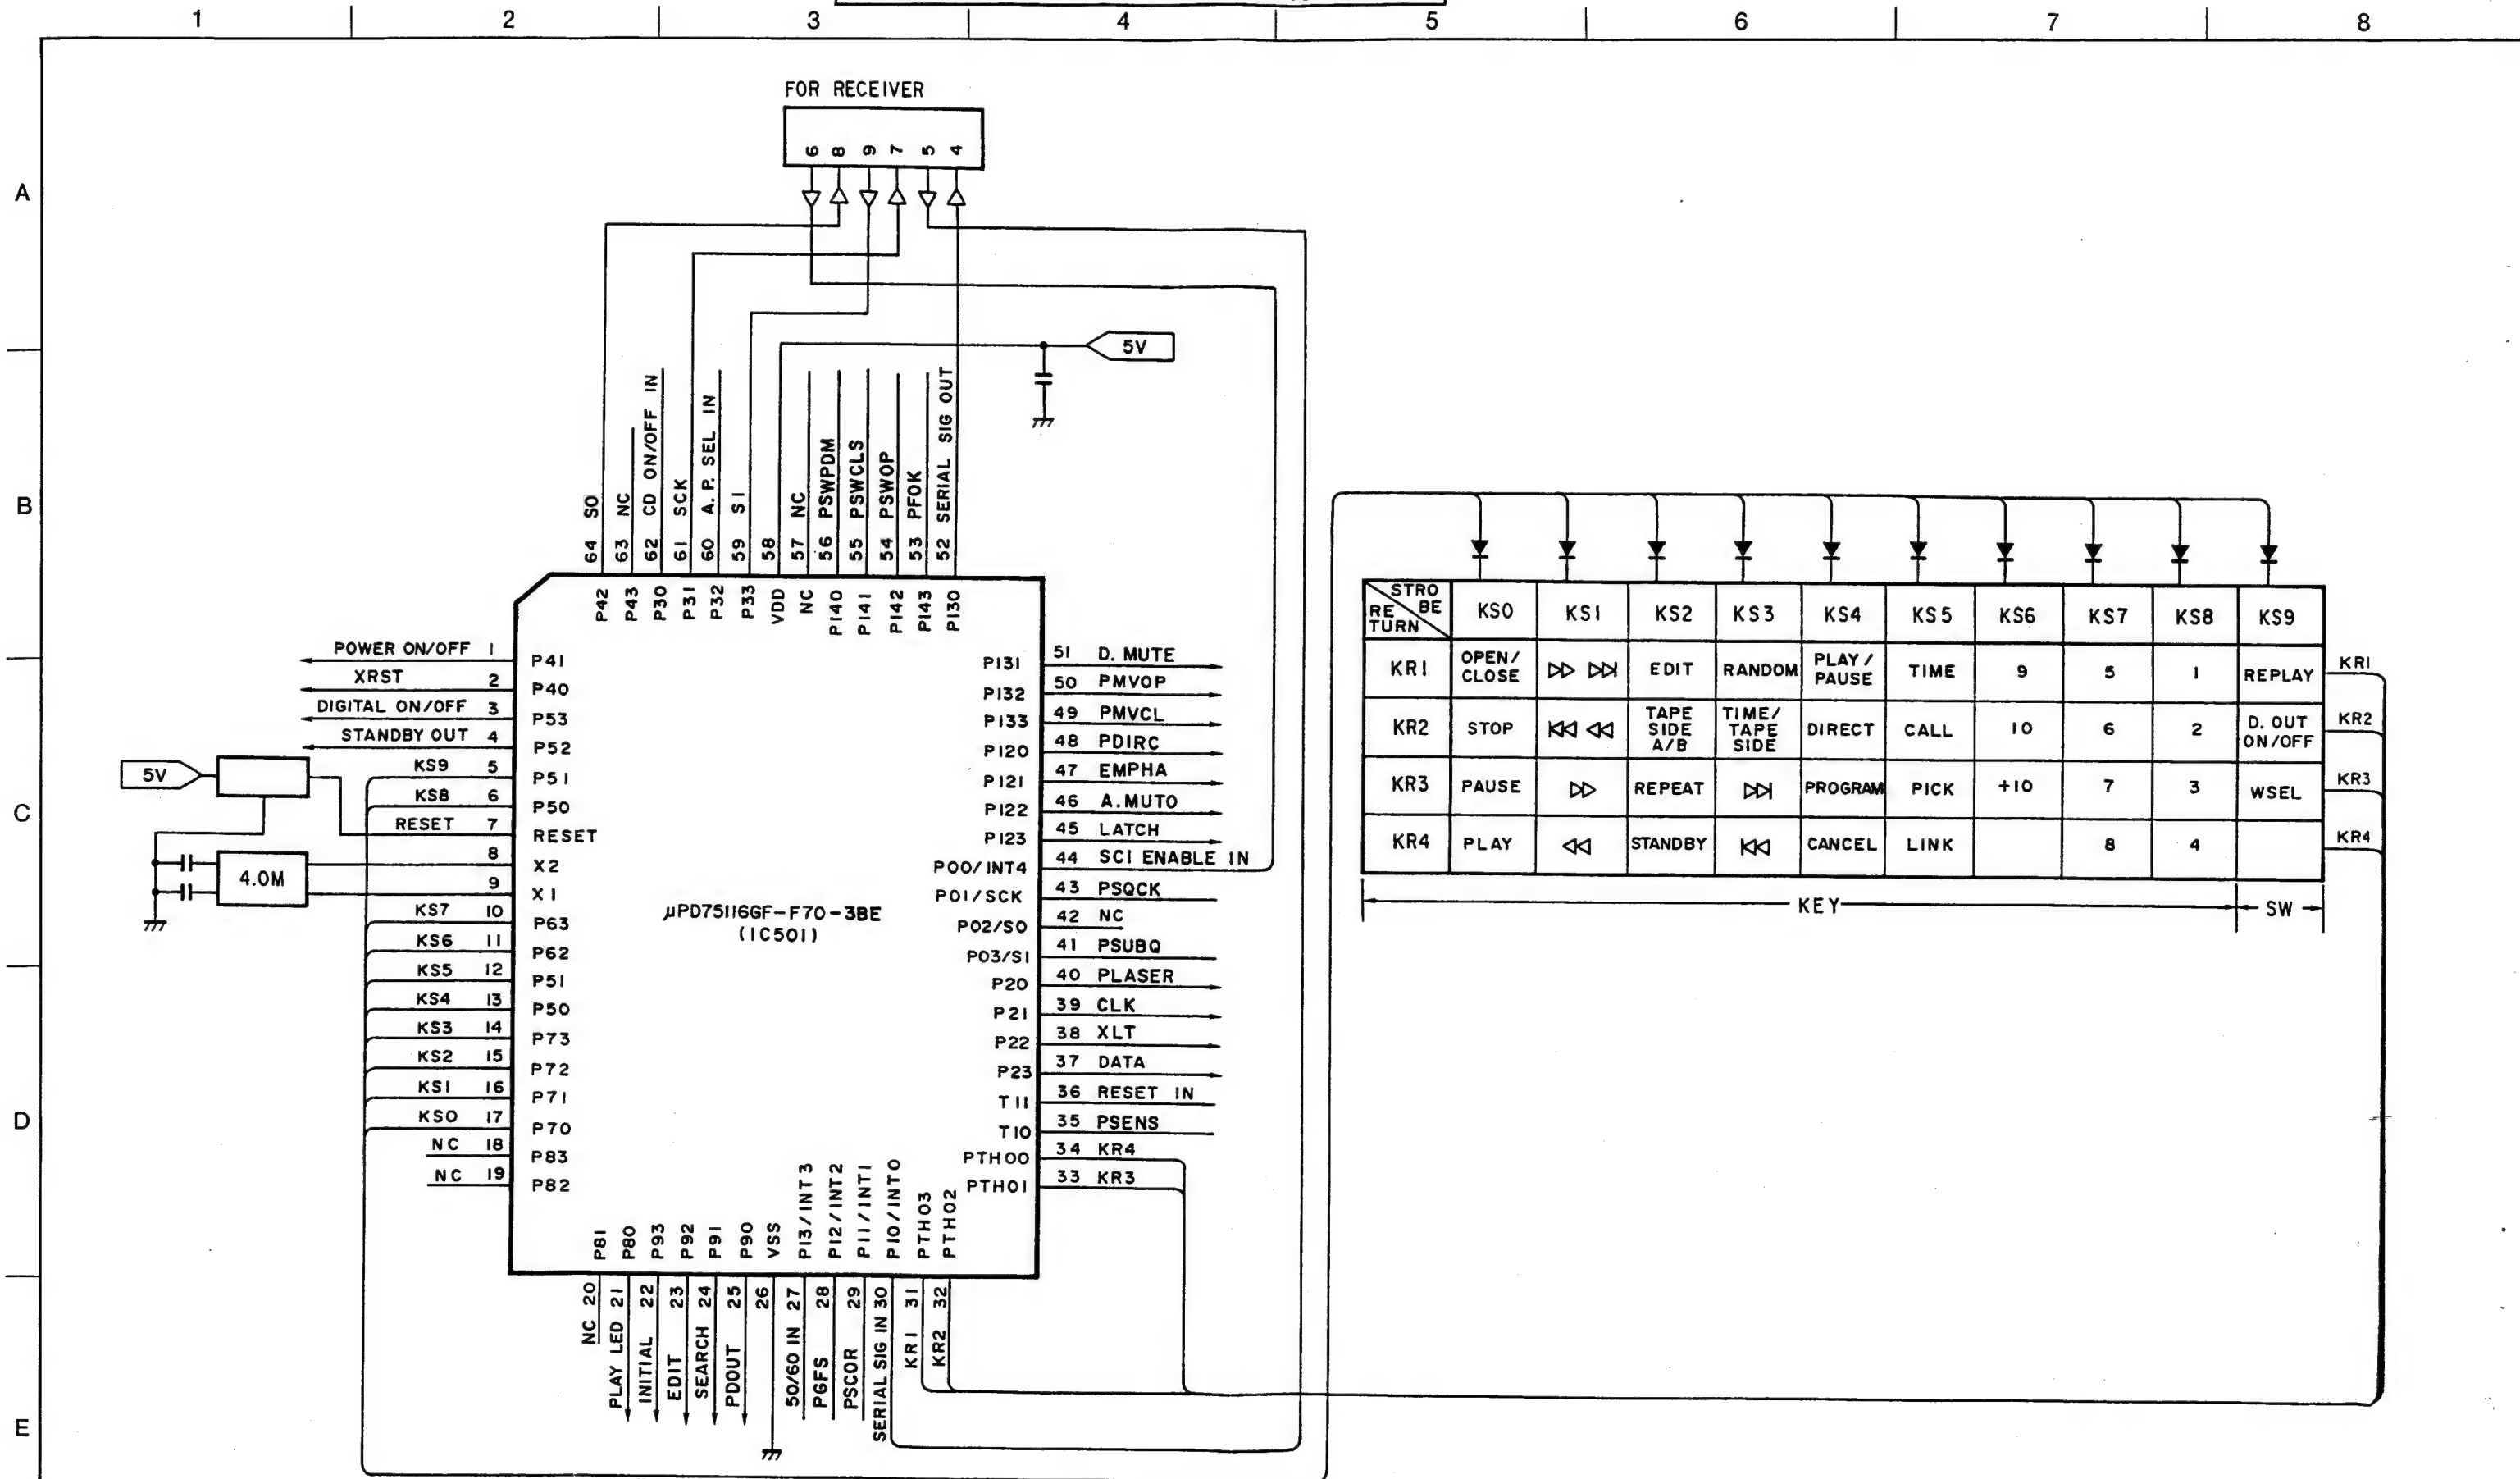 1 2 3 4 5 6 7 8
FOR RECEIVER
6 8 9 7 5 4
A
5V
B
64 SO
63 NC
62 CD ON/OFF IN
61 SCK
60 A.P. SEL IN
59 SI
58
57 NC
56 PSWPDM
55 PSWCLS
54 PSWOP
53 PFOK
52 SERIAL SIG OUT
P42
P43
P30
P31
P32
P33
VDD
NC
P140
P141
P142
P143
P130
POWER ON/OFF 1 P41
XRST 2 P40
DIGITAL ON/OFF 3 P53
STANDBY OUT 4 P52
KS9 5 P51
KS8 6 P50
RESET 7 RESET
8 X2
9 X1
KS7 10 P63
KS6 11 P62
KS5 12 P51
KS4 13 P50
KS3 14 P73
KS2 15 P72
KS1 16 P71
KS0 17 P70
NC 18 P83
NC 19 P82
5V
C
4.0M
μPD75116GF-F70-3BE
(IC501)
P131 51 D. MUTE
P132 50 PMVOP
P133 49 PMVCL
P120 48 PDIRC
P121 47 EMPHA
P122 46 A.MUTO
P123 45 LATCH
P00/INT4 44 SCI ENABLE IN
P01/SCK 43 PSQCK
P02/SO 42 NC
P03/SI 41 PSUBQ
P20 40 PLASER
P21 39 CLK
P22 38 XLT
P23 37 DATA
T11 36 RESET IN
T10 35 PSENS
PTH00 34 KR4
PTH01 33 KR3
D
P81
P80
P93
P92
P91
P90
VSS
P13/INT3
P12/INT2
P11/INT1
P10/INT0
PTH03
PTH02
NC 20
PLAY LED 21
INITIAL 22
EDIT 23
SEARCH 24
PDOUT 25
26
50/60 IN 27
PGFS 28
PSCOR 29
SERIAL SIG IN 30
KR1 31
KR2 32
E
STRO
BE
RE
TURN
KS0 KS1 KS2 KS3 KS4 KS5 KS6 KS7 KS8 KS9
KR1 OPEN/ CLOSE ▷▷ ▷▷| EDIT RANDOM PLAY/ PAUSE TIME 9 5 1 REPLAY KR1
KR2 STOP |◁◁ ◁◁ TAPE SIDE A/B TIME/ TAPE SIDE DIRECT CALL 10 6 2 D. OUT ON/OFF KR2
KR3 PAUSE ▷▷ REPEAT ▷▷| PROGRAM PICK +10 7 3 WSEL KR3
KR4 PLAY ◁◁ STANDBY |◁◁ CANCEL LINK 8 4 KR4
KEY SW